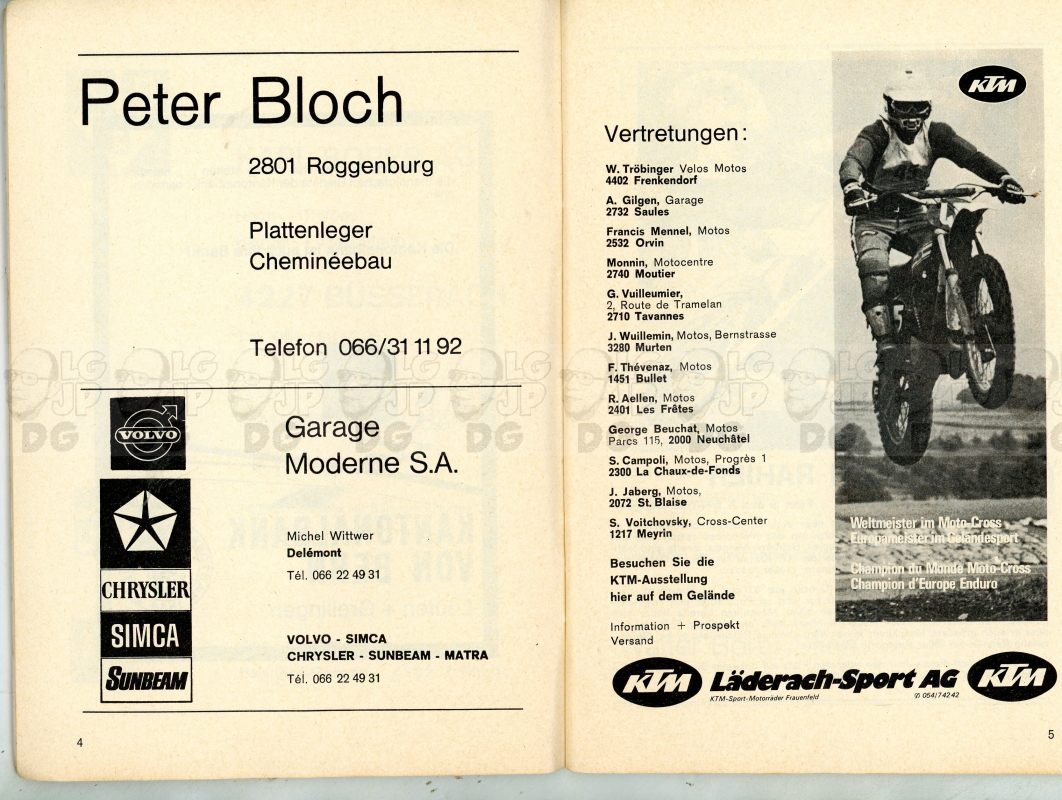 Peter Bloch
2801 Roggenburg
Plattenleger
Cheminéebau
Telefon 066/31 11 92
VOLVO
CHRYSLER
SIMCA
SUNBEAM
Garage
Moderne S.A.
Michel Wittwer
Delémont
Tél. 066 22 49 31
VOLVO - SIMCA
CHRYSLER - SUNBEAM - MATRA
Tél. 066 22 49 31
4
KTM
Vertretungen:
W. Tröbinger Velos Motos
4402 Frenkendorf
A. Gilgen, Garage
2732 Saules
Francis Mennel, Motos
2532 Orvin
Monnin, Motocentre
2740 Moutier
G. Vuilleumier,
2, Route de Tramelan
2710 Tavannes
J. Wuillemin, Motos, Bernstrasse
3280 Murten
F. Thévenaz, Motos
1451 Bullet
R. Aellen, Motos
2401 Les Frêtes
George Beuchat, Motos
Parcs 115, 2000 Neuchâtel
S. Campoli, Motos, Progrès 1
2300 La Chaux-de-Fonds
J. Jaberg, Motos,
2072 St. Blaise
S. Voitchovsky, Cross-Center
1217 Meyrin
Besuchen Sie die
KTM-Ausstellung
hier auf dem Gelände
Information + Prospekt
Versand
Weltmeister im Moto-Cross
Europameister im Geländesport
Champion du Monde Moto-Cross
Champion d'Europe Enduro
KTM Läderach-Sport AG KTM
KTM-Sport-Motorräder Frauenfeld ✆ 054/7 42 42
5
LG
JP
DG